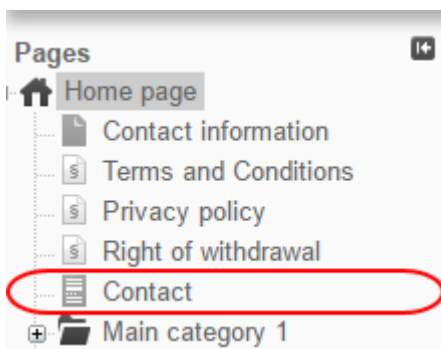 Pages
Home page
Contact information
§ Terms and Conditions
§ Privacy policy
§ Right of withdrawal
Contact
Main category 1